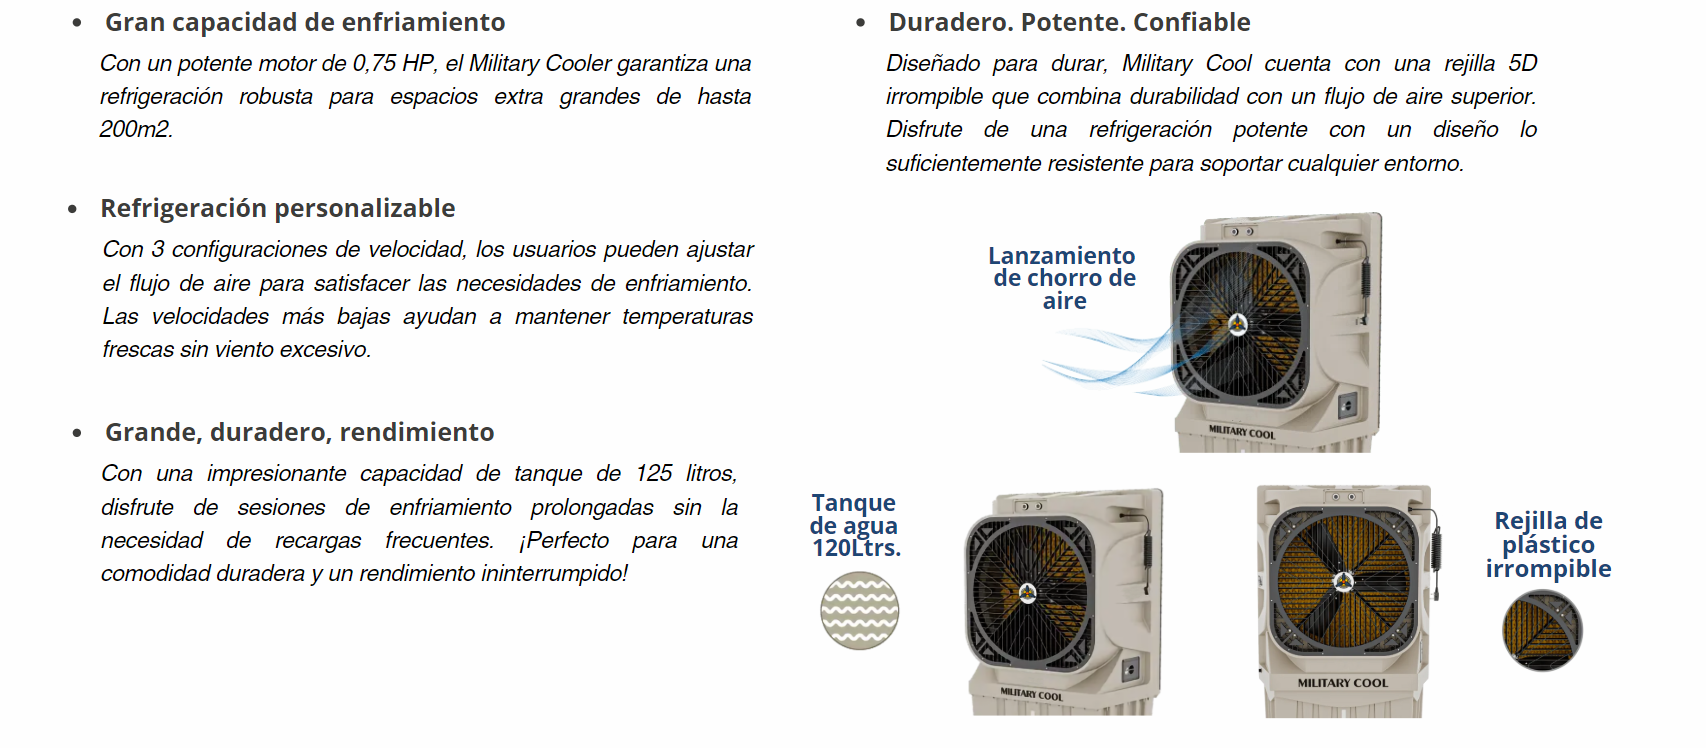 • Gran capacidad de enfriamiento
Con un potente motor de 0,75 HP, el Military Cooler garantiza una
refrigeración robusta para espacios extra grandes de hasta
200m2.
• Refrigeración personalizable
Con 3 configuraciones de velocidad, los usuarios pueden ajustar
el flujo de aire para satisfacer las necesidades de enfriamiento.
Las velocidades más bajas ayudan a mantener temperaturas
frescas sin viento excesivo.
• Grande, duradero, rendimiento
Con una impresionante capacidad de tanque de 125 litros,
disfrute de sesiones de enfriamiento prolongadas sin la
necesidad de recargas frecuentes. ¡Perfecto para una
comodidad duradera y un rendimiento ininterrumpido!
• Duradero. Potente. Confiable
Diseñado para durar, Military Cool cuenta con una rejilla 5D
irrompible que combina durabilidad con un flujo de aire superior.
Disfrute de una refrigeración potente con un diseño lo
suficientemente resistente para soportar cualquier entorno.
Lanzamiento
de chorro de
aire
MILITARY COOL
Tanque
de agua
120Ltrs.
MILITARY COOL
MILITARY COOL
Rejilla de
plástico
irrompible